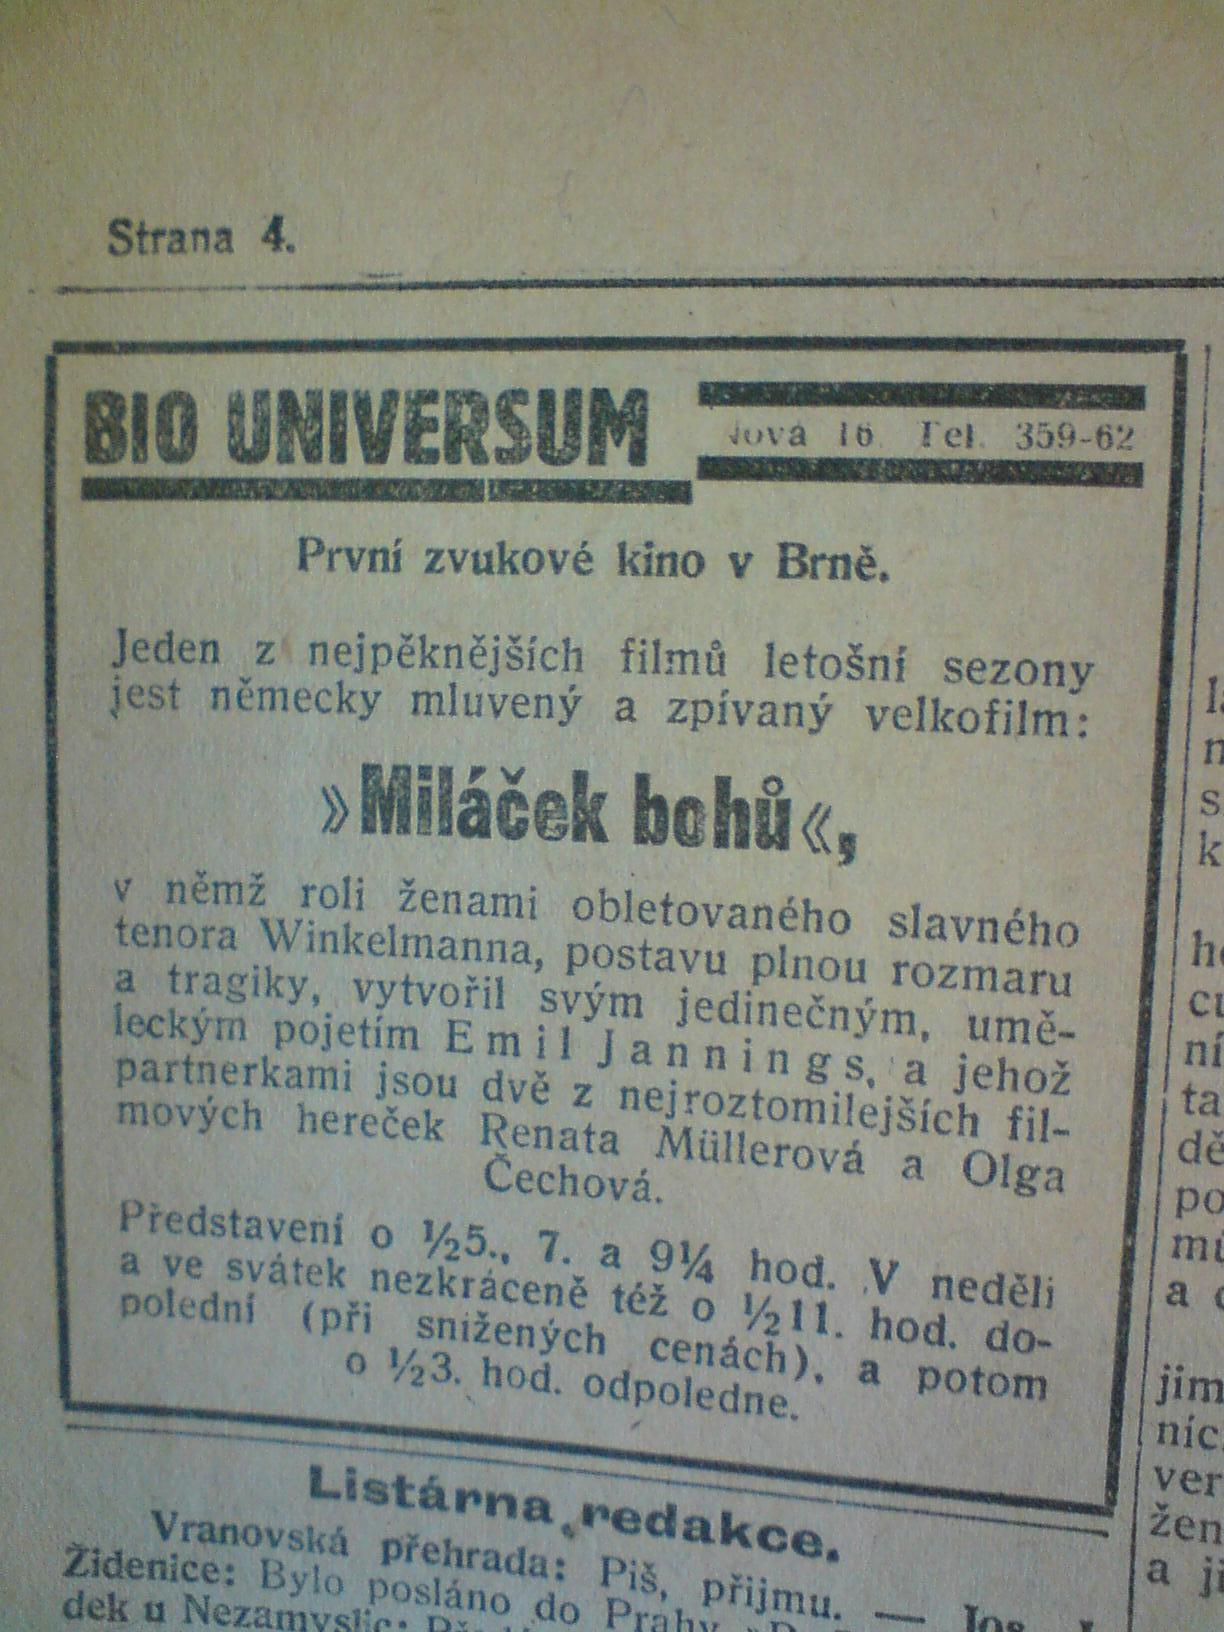 Strana 4.
BIO UNIVERSUM
16 Tel. 359-62
První zvukové kino v Brně.
Jeden z nejpěknějších filmů letošní sezony
jest německy mluvený a zpívaný velkofilm:
»Miláček bohů«,
v němž roli ženami obletovaného slavného
tenora Winkelmanna, postavu plnou rozmaru
a tragiky, vytvořil svým jedinečným, umě-
leckým pojetím Emil Jannings, a jehož
partnerkami jsou dvě z nejroztomilejších fil-
mových hereček Renata Müllerová a Olga
Čechová.
Představení o ½5., 7. a 9¼ hod. V neděli
a ve svátek nezkráceně též o ½11. hod. do-
polední (při snížených cenách), a potom
o ½3. hod. odpoledne.
Listárna redakce.
Vranovská přehrada: Piš, přijmu. —
Židenice: Bylo posláno do Prahy
dek u Nezamyslic:
jim
a